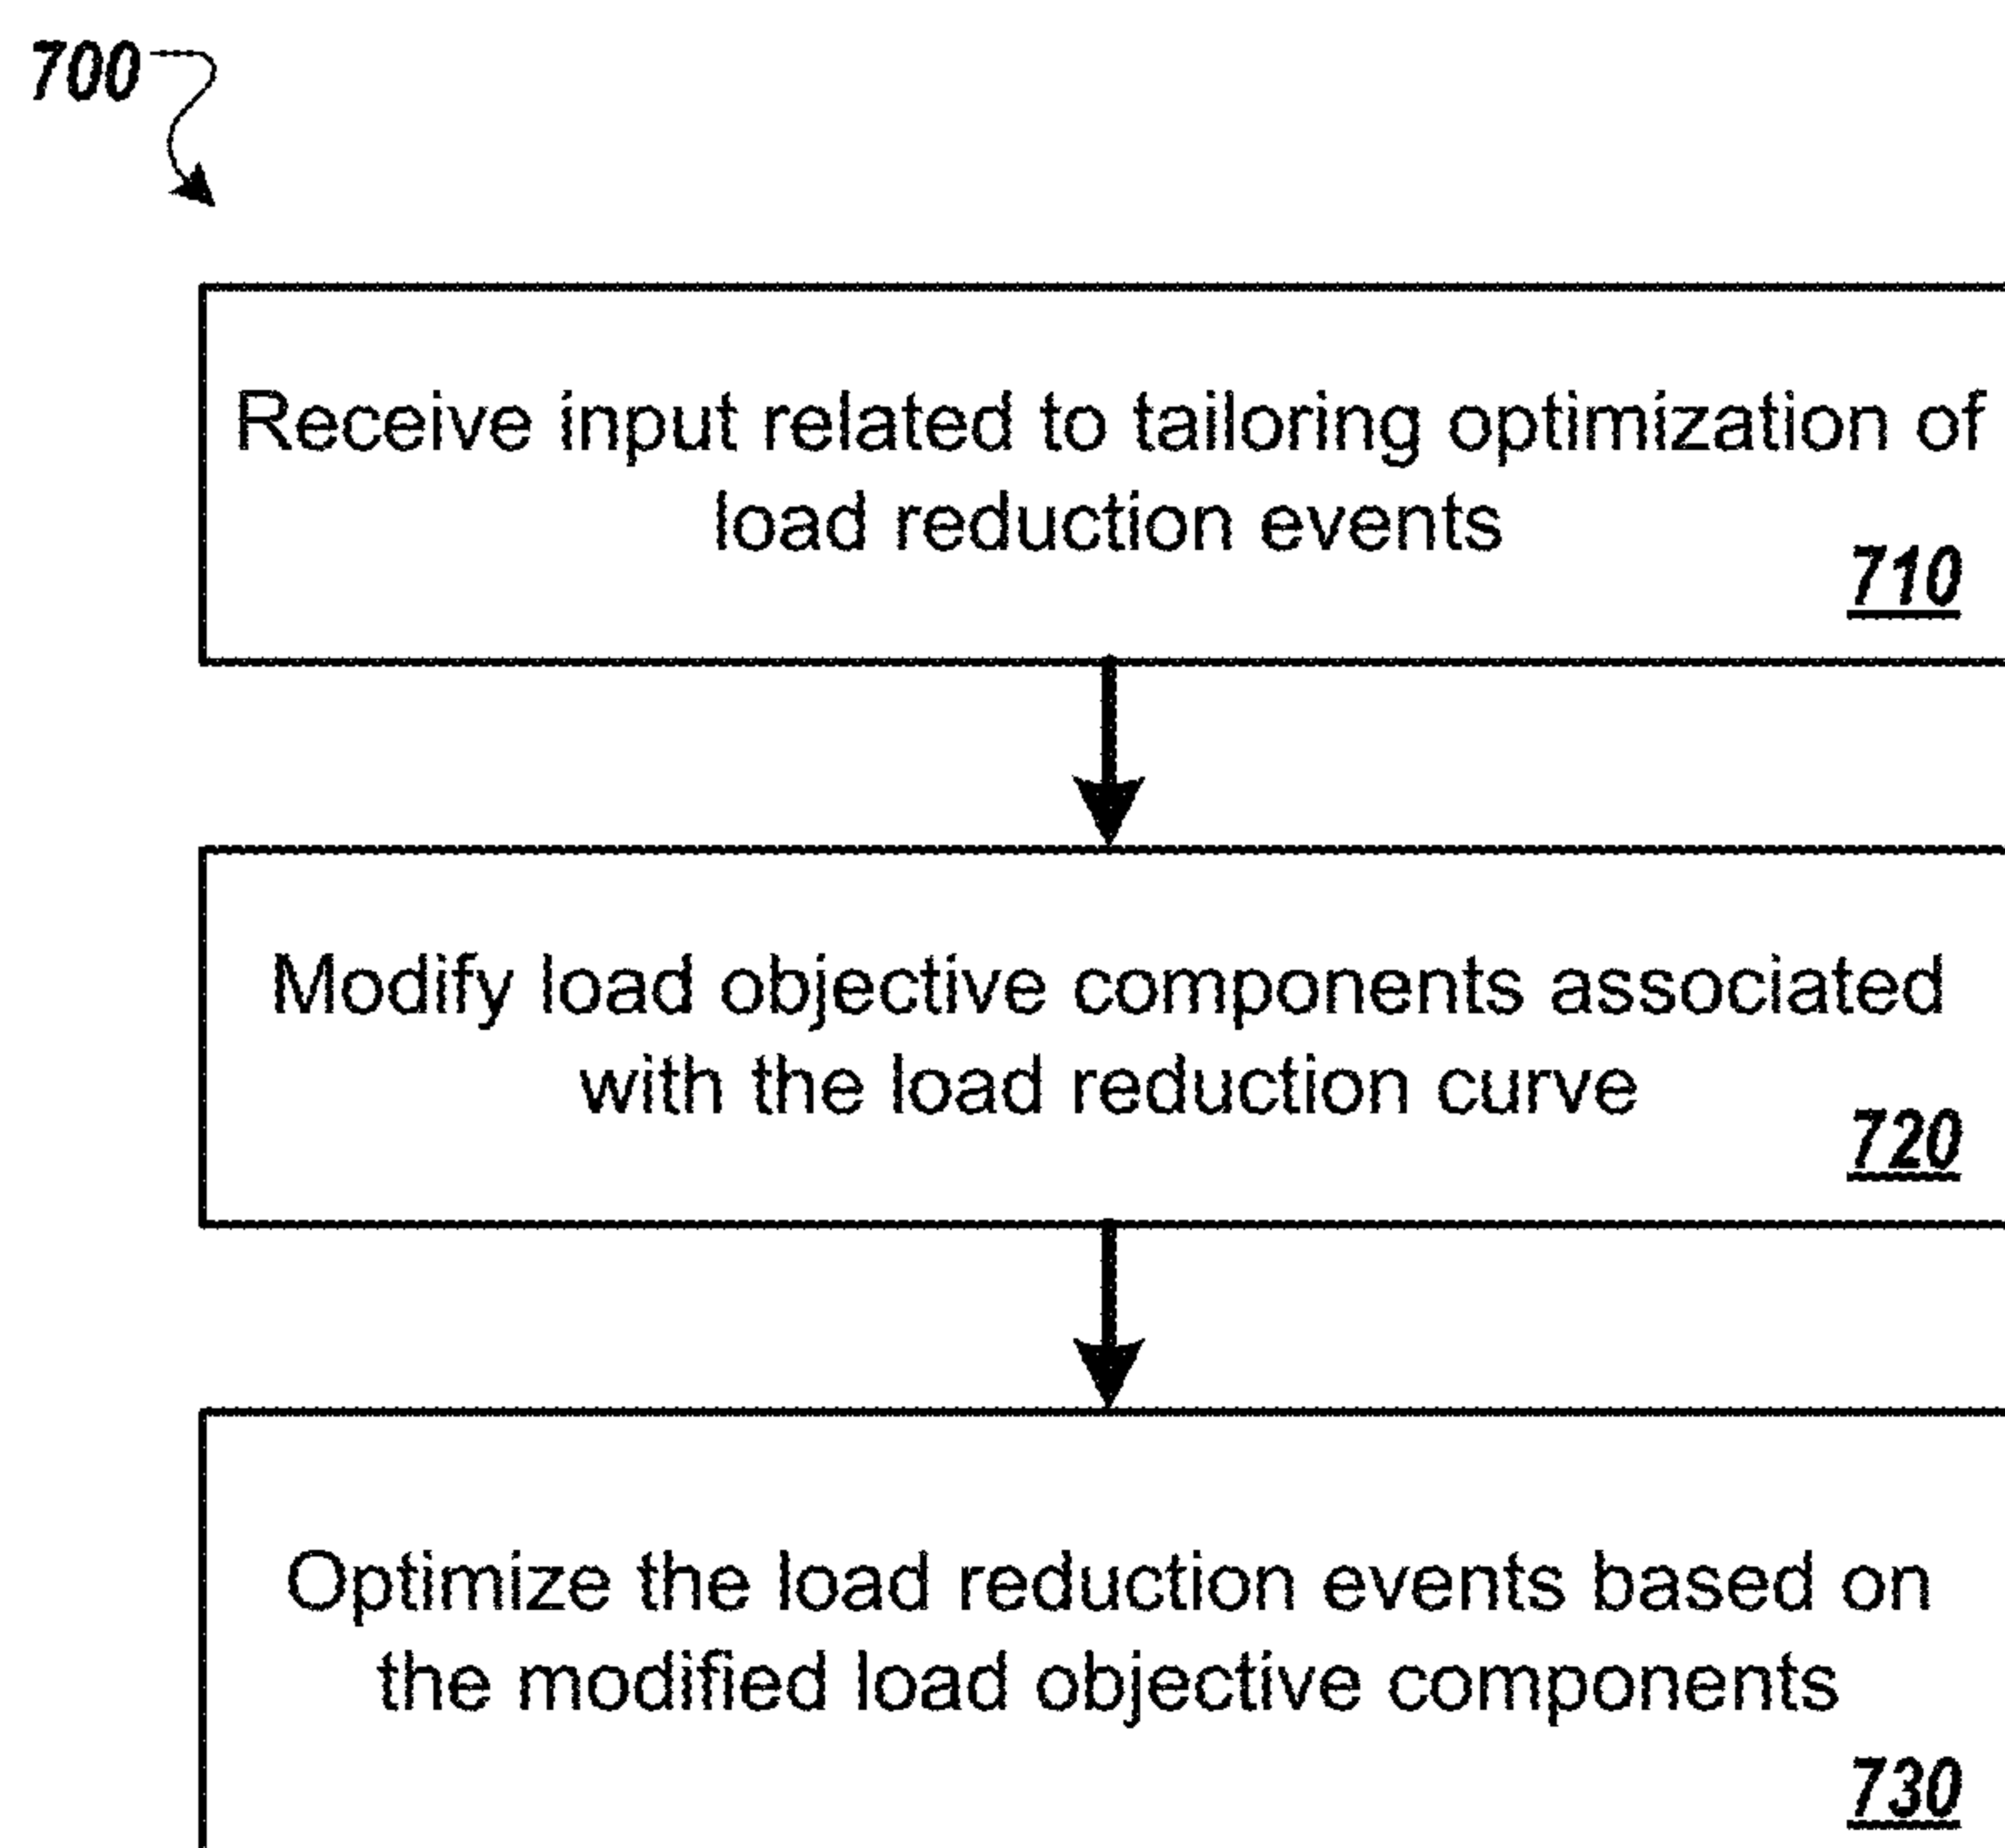 700
Receive input related to tailoring optimization of
load reduction events
710
Modify load objective components associated
with the load reduction curve
720
Optimize the load reduction events based on
the modified load objective components
730